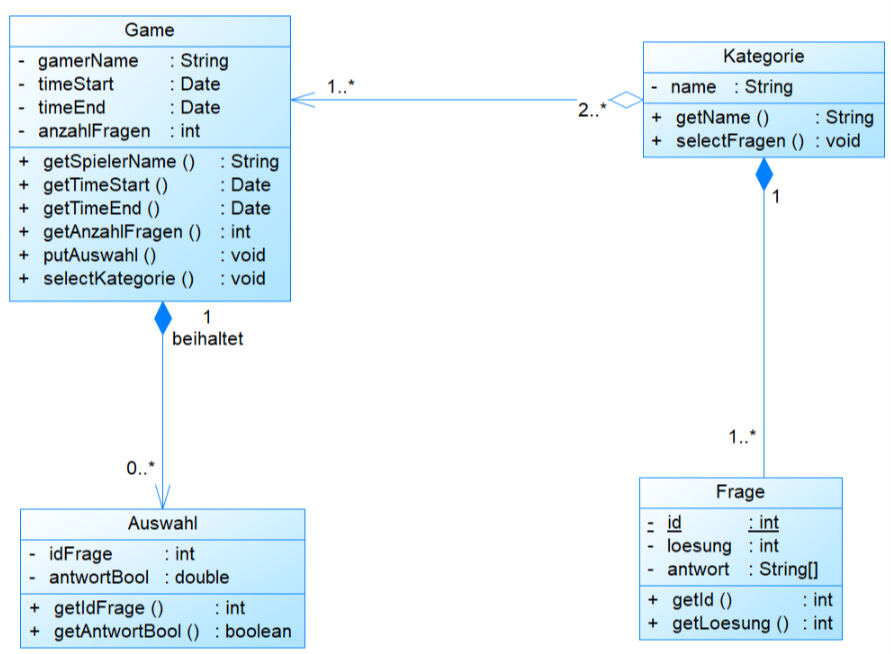 Game
- gamerName : String
- timeStart : Date
- timeEnd : Date
- anzahlFragen : int
+ getSpielerName () : String
+ getTimeStart () : Date
+ getTimeEnd () : Date
+ getAnzahlFragen () : int
+ putAuswahl () : void
+ selectKategorie () : void
1..*
2..*
Kategorie
- name : String
+ getName () : String
+ selectFragen () : void
1
1
beihaltet
0..*
1..*
Auswahl
- idFrage : int
- antwortBool : double
+ getIdFrage () : int
+ getAntwortBool () : boolean
Frage
- id : int
- loesung : int
- antwort : String[]
+ getId () : int
+ getLoesung () : int